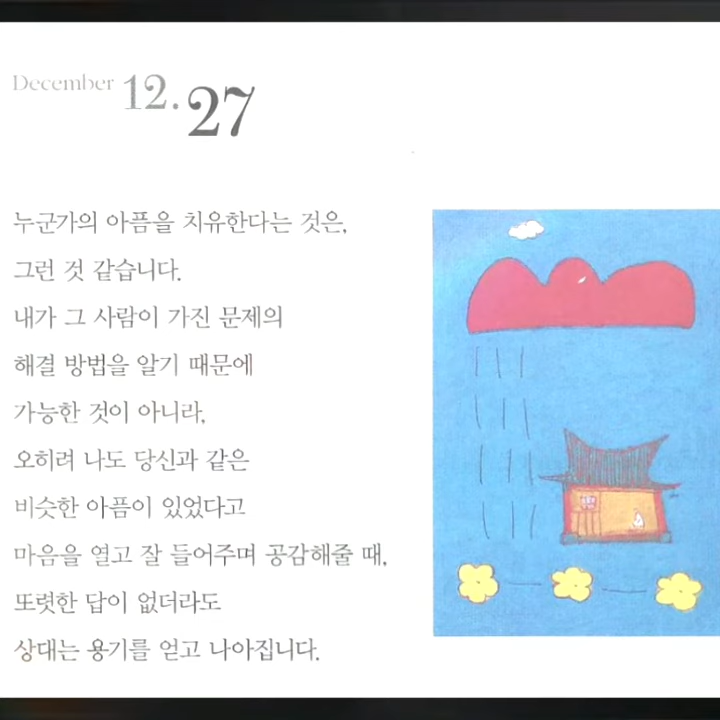 December 12. 27
누군가의 아픔을 치유한다는 것은,
그런 것 같습니다.
내가 그 사람이 가진 문제의
해결 방법을 알기 때문에
가능한 것이 아니라,
오히려 나도 당신과 같은
비슷한 아픔이 있었다고
마음을 열고 잘 들어주며 공감해줄 때,
또렷한 답이 없더라도
상대는 용기를 얻고 나아집니다.